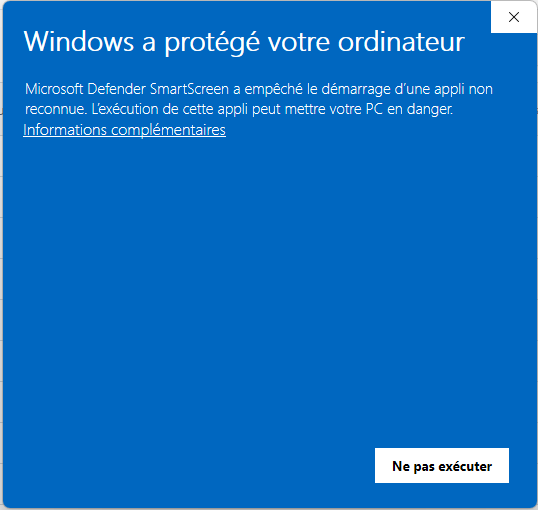 Windows a protégé votre ordinateur
Microsoft Defender SmartScreen a empêché le démarrage d’une appli non
reconnue. L’exécution de cette appli peut mettre votre PC en danger.
Informations complémentaires
Ne pas exécuter